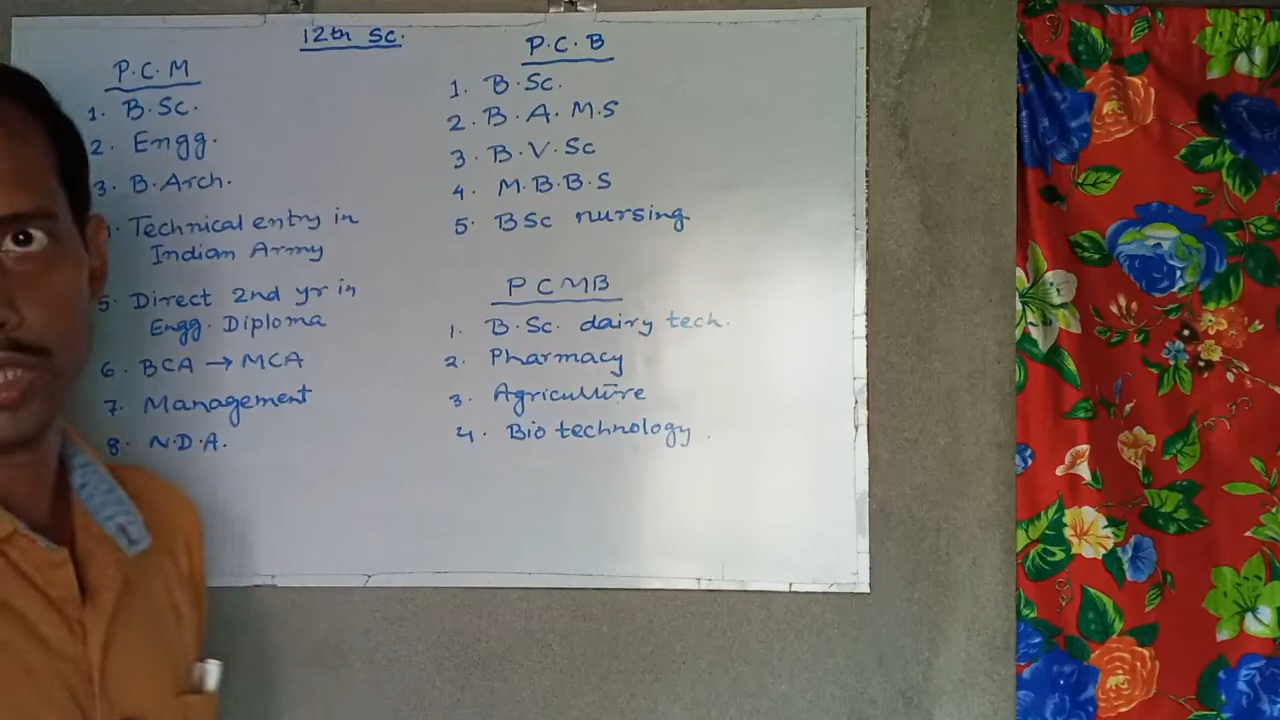 12th Sc.
P.C.M
1. B.Sc.
2. Engg.
3. B.Arch.
Technical entry in
Indian Army
5. Direct 2nd yr in
Engg. Diploma
6. BCA → MCA
7. Management
8. N.D.A.
P.C.B
1. B.Sc.
2. B.A.M.S
3. B.V.Sc
4. M.B.B.S
5. BSc nursing
PCMB
1. B.Sc. dairy tech.
2. Pharmacy
3. Agriculture
4. Bio technology.